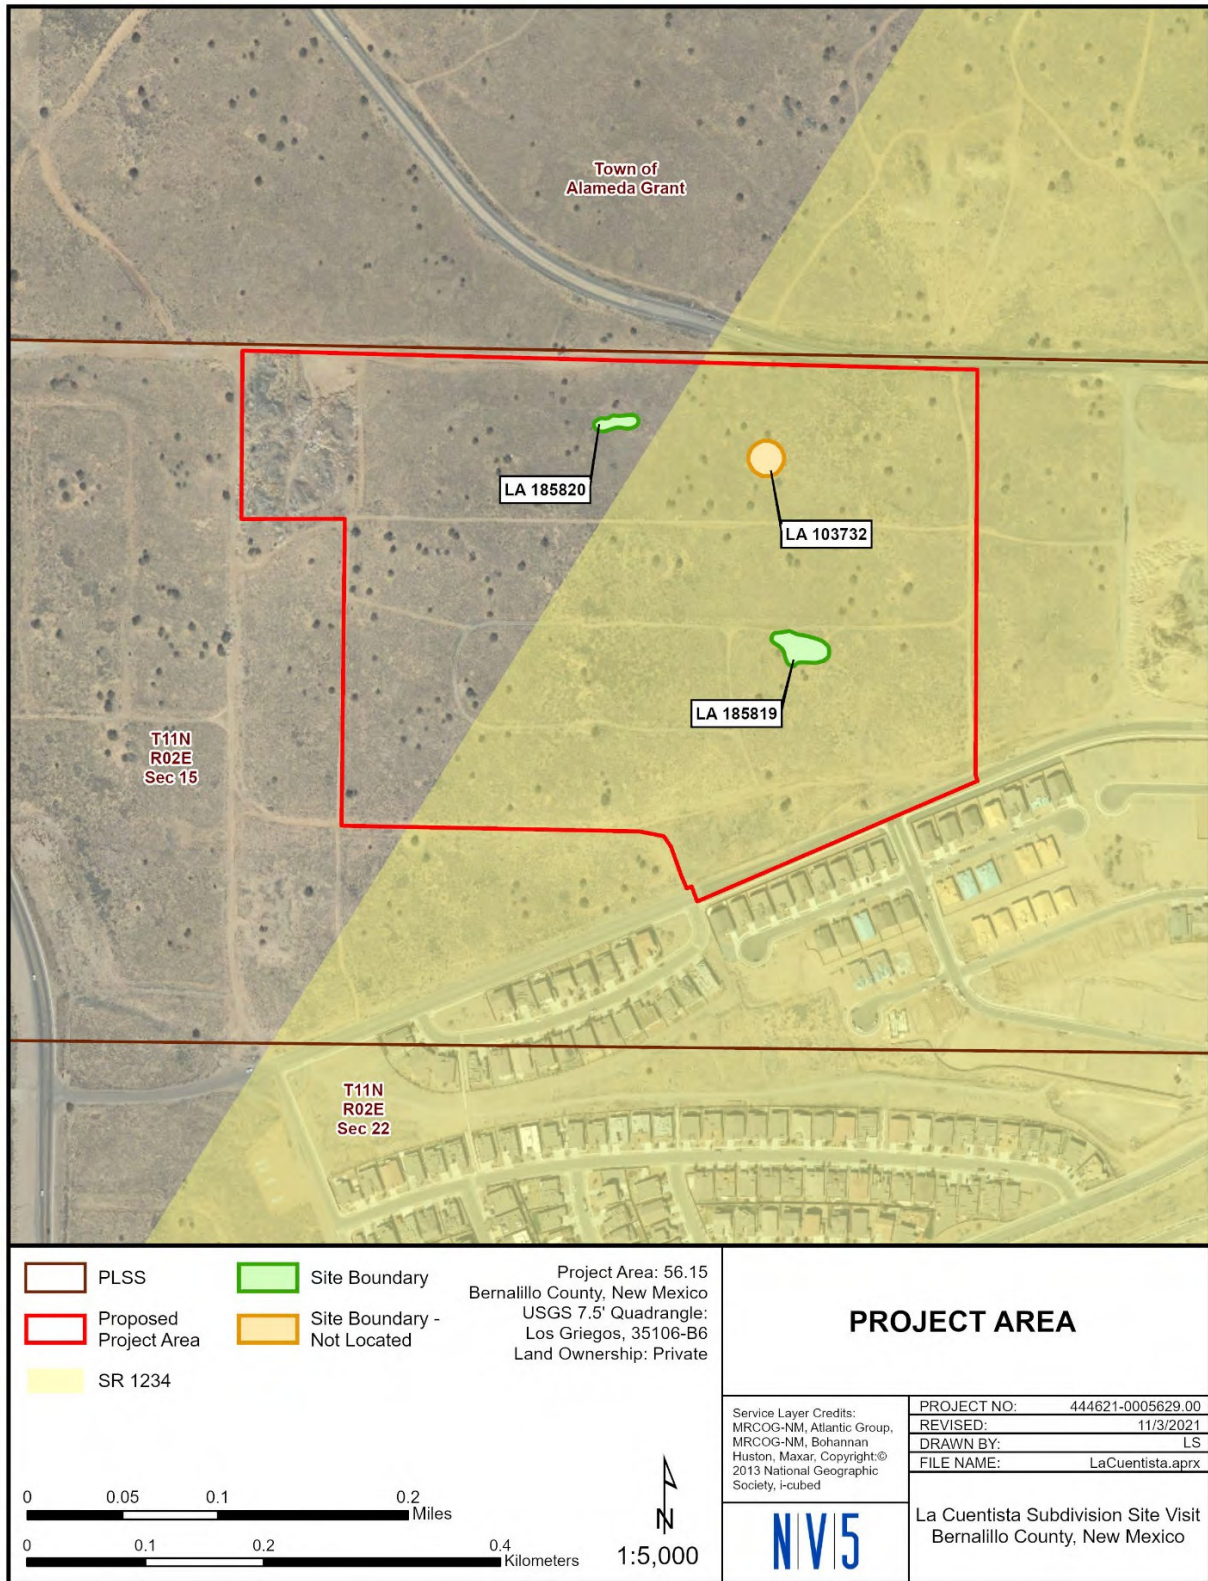 Town of
Alameda Grant
LA 185820
LA 103732
LA 185819
T11N
R02E
Sec 15
T11N
R02E
Sec 22
PLSS
Proposed
Project Area
SR 1234
Site Boundary
Site Boundary -
Not Located
Project Area: 56.15
Bernalillo County, New Mexico
USGS 7.5' Quadrangle:
Los Griegos, 35106-B6
Land Ownership: Private
0 0.05 0.1 0.2
Miles
0 0.1 0.2 0.4
Kilometers
N
1:5,000
PROJECT AREA
Service Layer Credits:
MRCOG-NM, Atlantic Group,
MRCOG-NM, Bohannan
Huston, Maxar, Copyright:©
2013 National Geographic
Society, i-cubed
PROJECT NO: 444621-0005629.00
REVISED: 11/3/2021
DRAWN BY: LS
FILE NAME: LaCuentista.aprx
N|V|5
La Cuentista Subdivision Site Visit
Bernalillo County, New Mexico